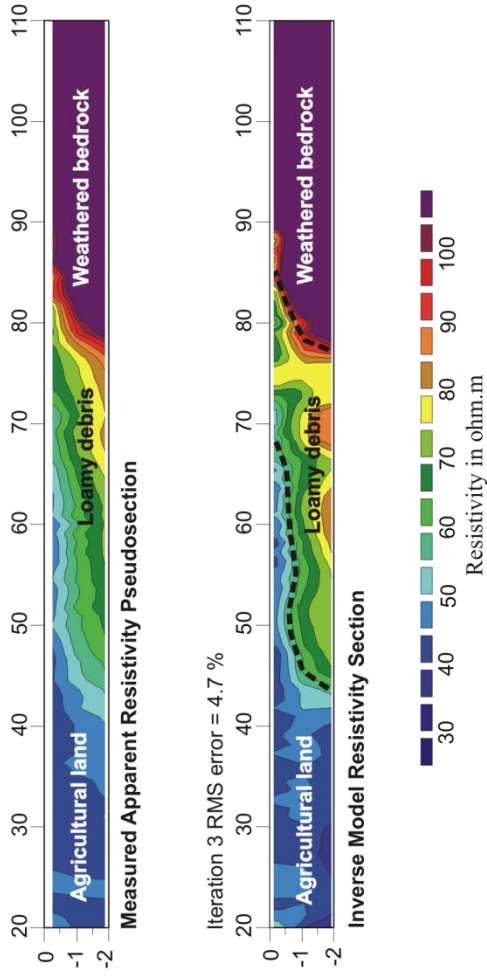 20 30 40 50 60 70 80 90 100 110
0
-1
-2
Agricultural land Loamy debris Weathered bedrock
Measured Apparent Resistivity Pseudosection
Iteration 3 RMS error = 4.7 %
20 30 40 50 60 70 80 90 100 110
0
-1
-2
Agricultural land Loamy debris Weathered bedrock
Inverse Model Resistivity Section
30 40 50 60 70 80 90 100
Resistivity in ohm.m